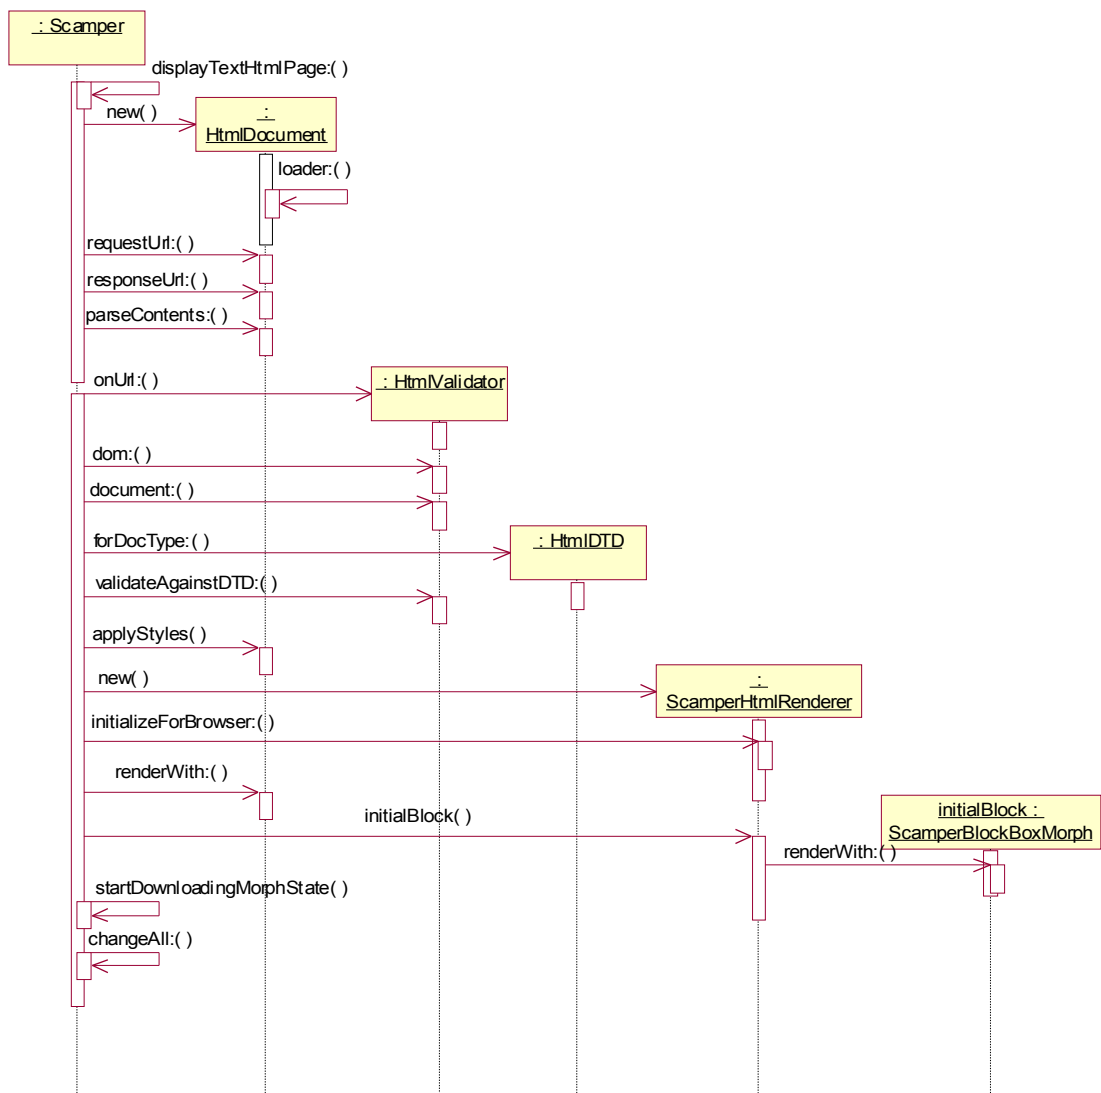 : Scamper
displayTextHtmlPage:( )
new( )
:
HtmlDocument
loader:( )
requestUrl:( )
responseUrl:( )
parseContents:( )
onUrl:( )
: HtmlValidator
dom:( )
document:( )
forDocType:( )
: HtmlDTD
validateAgainstDTD:( )
applyStyles( )
new( )
:
ScamperHtmlRenderer
initializeForBrowser:( )
renderWith:( )
initialBlock( )
initialBlock :
ScamperBlockBoxMorph
renderWith:( )
startDownloadingMorphState( )
changeAll:( )